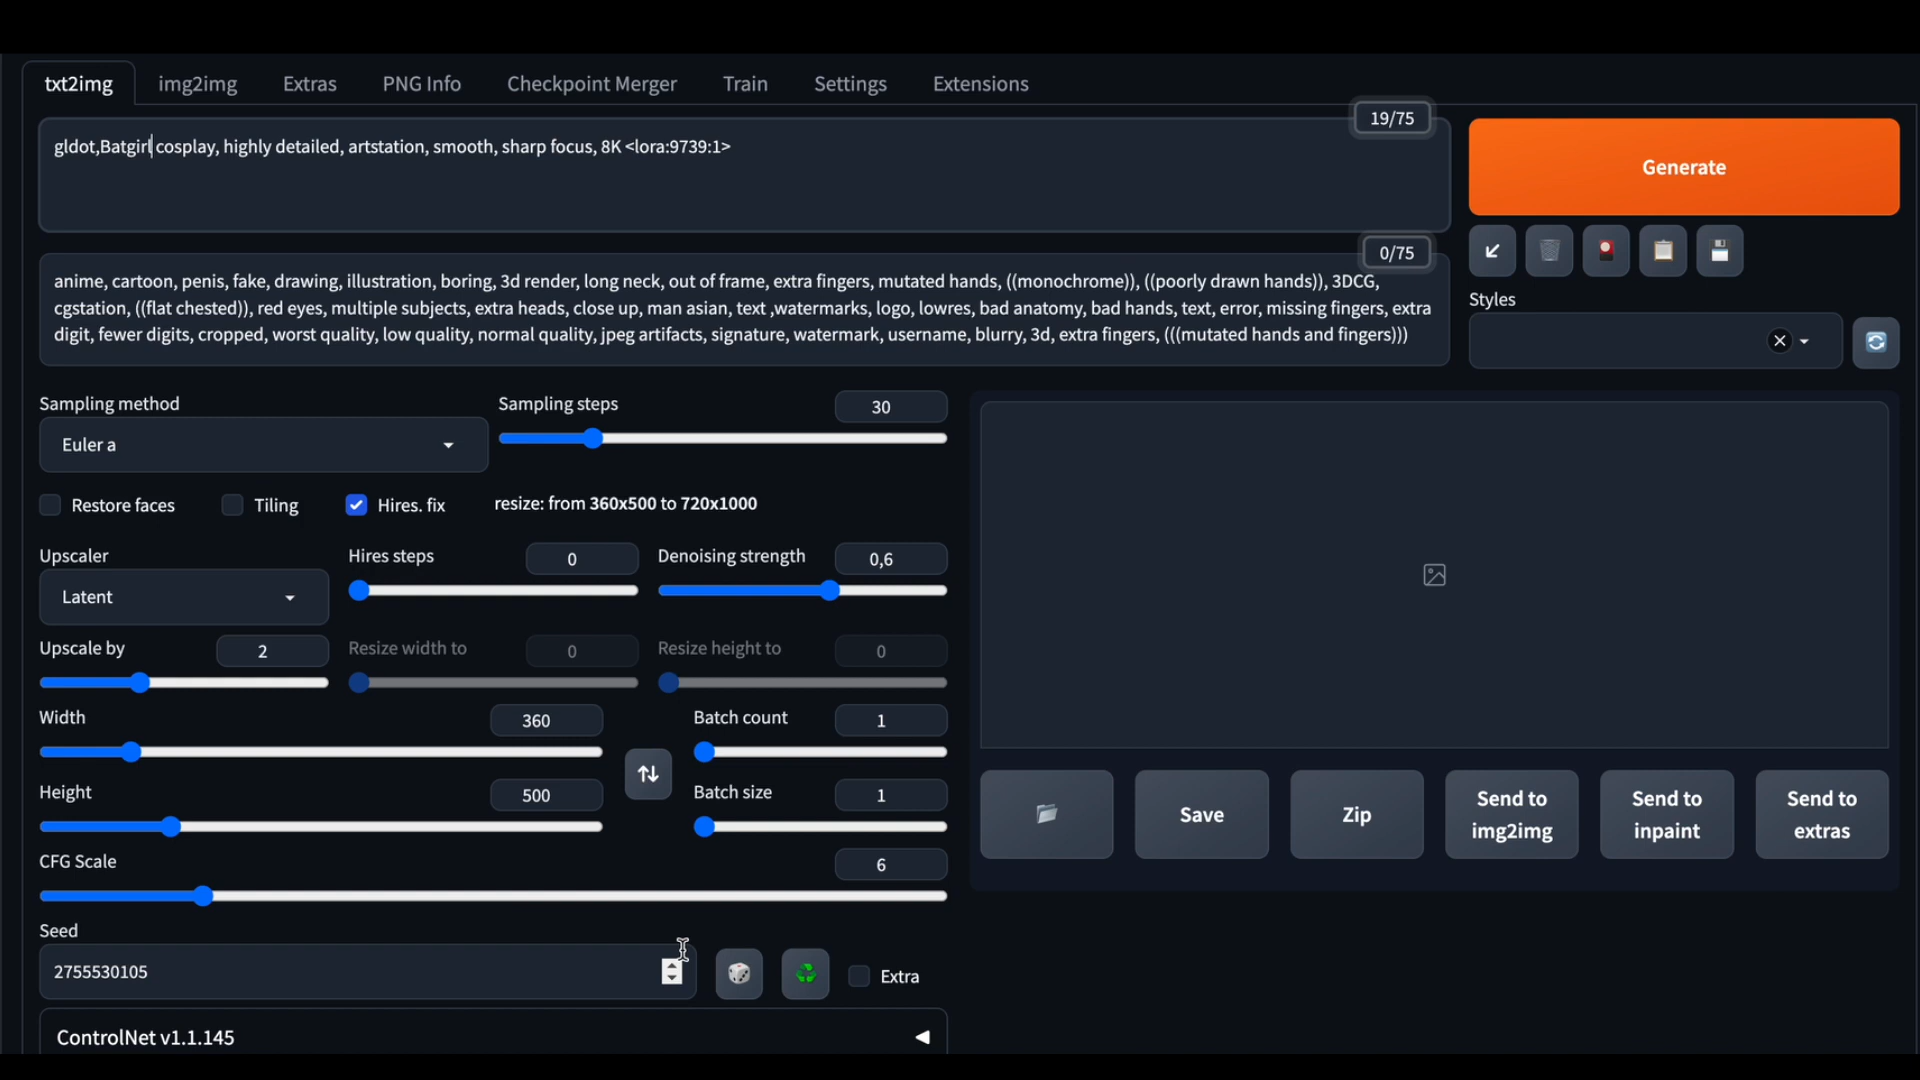 txt2img img2img Extras PNG Info Checkpoint Merger Train Settings Extensions
19/75
gldot,Batgirl cosplay, highly detailed, artstation, smooth, sharp focus, 8K <lora:9739:1>
Generate
0/75
anime, cartoon, penis, fake, drawing, illustration, boring, 3d render, long neck, out of frame, extra fingers, mutated hands, ((monochrome)), ((poorly drawn hands)), 3DCG,
cgstation, ((flat chested)), red eyes, multiple subjects, extra heads, close up, man asian, text ,watermarks, logo, lowres, bad anatomy, bad hands, text, error, missing fingers, extra
digit, fewer digits, cropped, worst quality, low quality, normal quality, jpeg artifacts, signature, watermark, username, blurry, 3d, extra fingers, (((mutated hands and fingers)))
Styles
Sampling method
Euler a
Sampling steps 30
Restore faces Tiling Hires. fix resize: from 360x500 to 720x1000
Upscaler
Latent
Hires steps 0
Denoising strength 0,6
Upscale by 2
Resize width to 0
Resize height to 0
Width 360
Batch count 1
Height 500
Batch size 1
CFG Scale 6
Seed
2755530105
Extra
ControlNet v1.1.145
Save
Zip
Send to
img2img
Send to
inpaint
Send to
extras